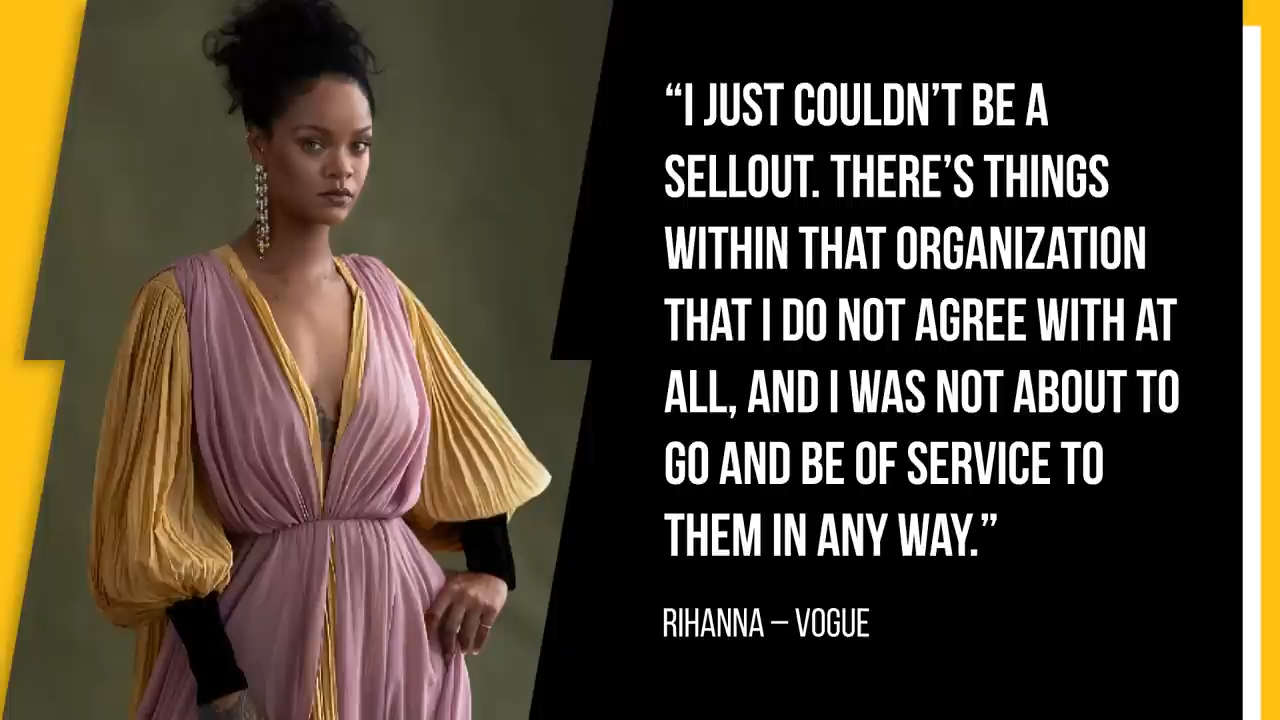 “I JUST COULDN’T BE A
SELLOUT. THERE’S THINGS
WITHIN THAT ORGANIZATION
THAT I DO NOT AGREE WITH AT
ALL, AND I WAS NOT ABOUT TO
GO AND BE OF SERVICE TO
THEM IN ANY WAY.”
RIHANNA – VOGUE